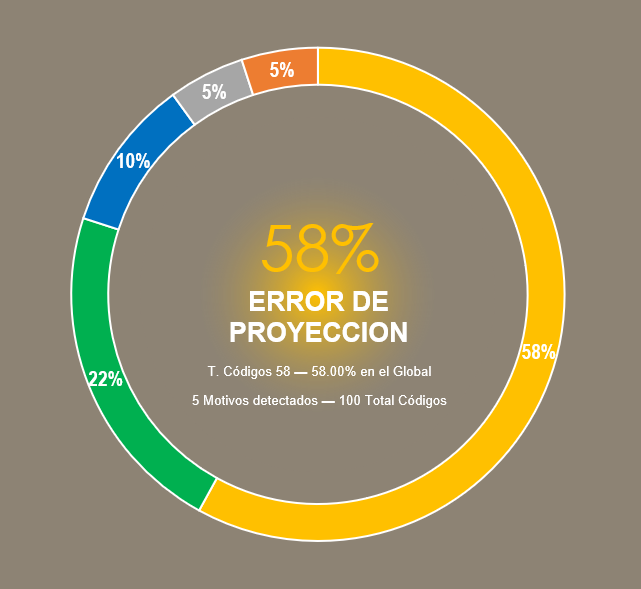 5%
5%
10%
58%
ERROR DE
PROYECCION
58%
T. Códigos 58 — 58.00% en el Global
22%
5 Motivos detectados — 100 Total Códigos